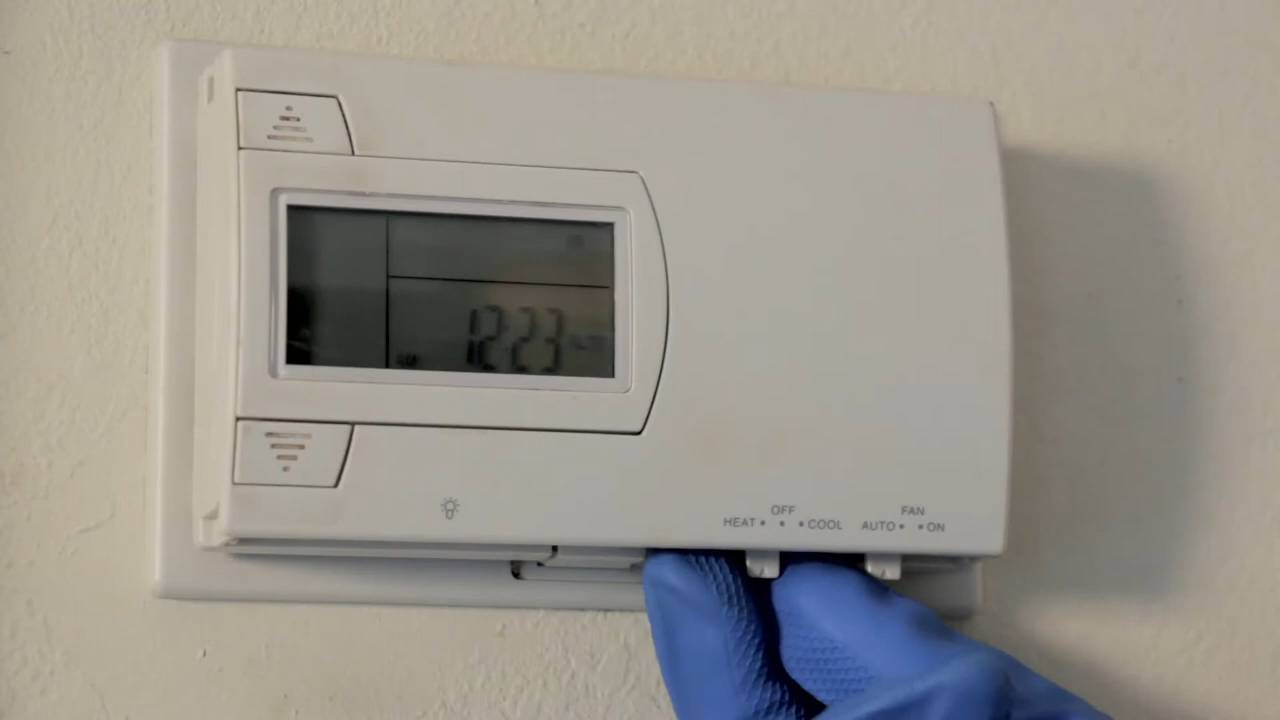 12:23
OFF
HEAT • • • COOL
FAN
AUTO • • ON